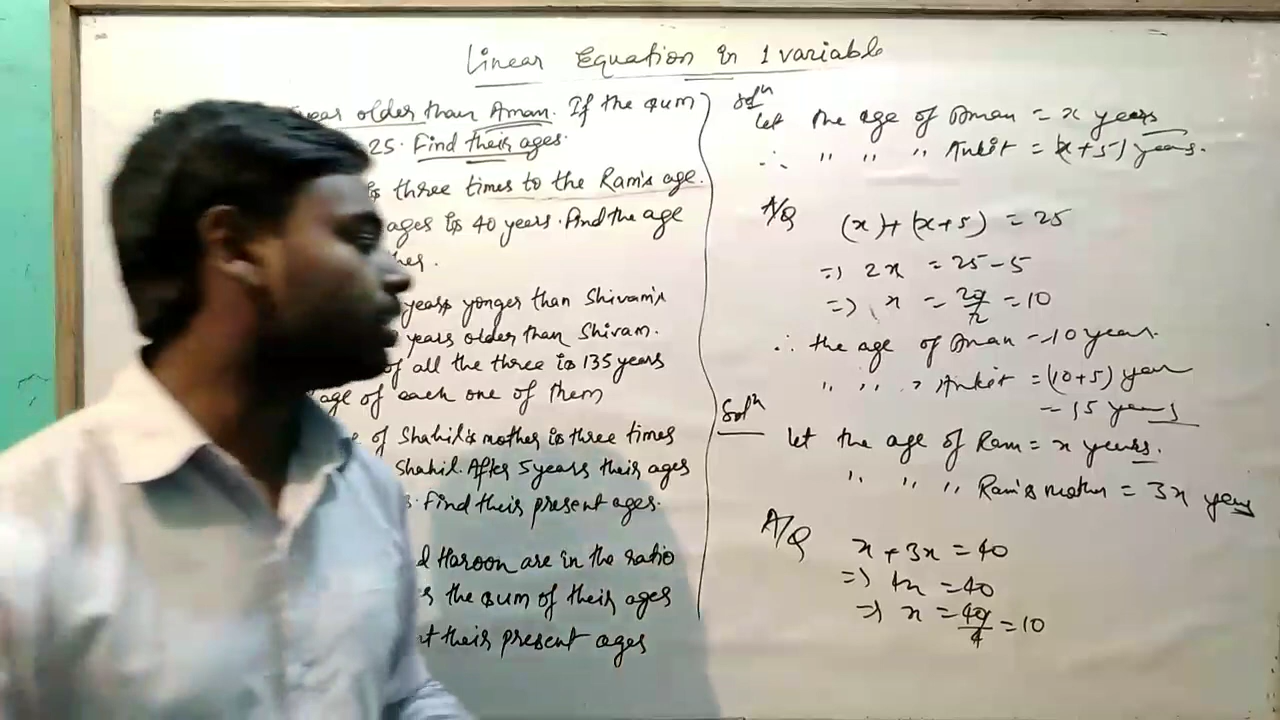 Linear Equation in 1 variable
year older than Aman. If the sum
25. Find their ages.
is three times to the Ram's age.
ages is 40 years. Find the age
her.
years yonger than Shivam's
years older than Shivam.
of all the three is 135 years
age of each one of them
e of Shahil's mother is three times
Shahil. After 5 years their ages
s. Find their present ages.
d Haroon are in the ratio
s the sum of their ages
t their present ages
Solⁿ
Let the age of Aman = x years
∴ " " " Ankit = (x+5) years.
A/Q
(x)+(x+5) = 25
=> 2x = 25-5
=> x = 20/2 = 10
∴ the age of Aman = 10 years.
" " " Ankit = (10+5) year
= 15 years
Solⁿ
let the age of Ram = x years.
" " " Ram's mother = 3x years
A/Q
x + 3x = 40
=> 4x = 40
=> x = 40/4 = 10